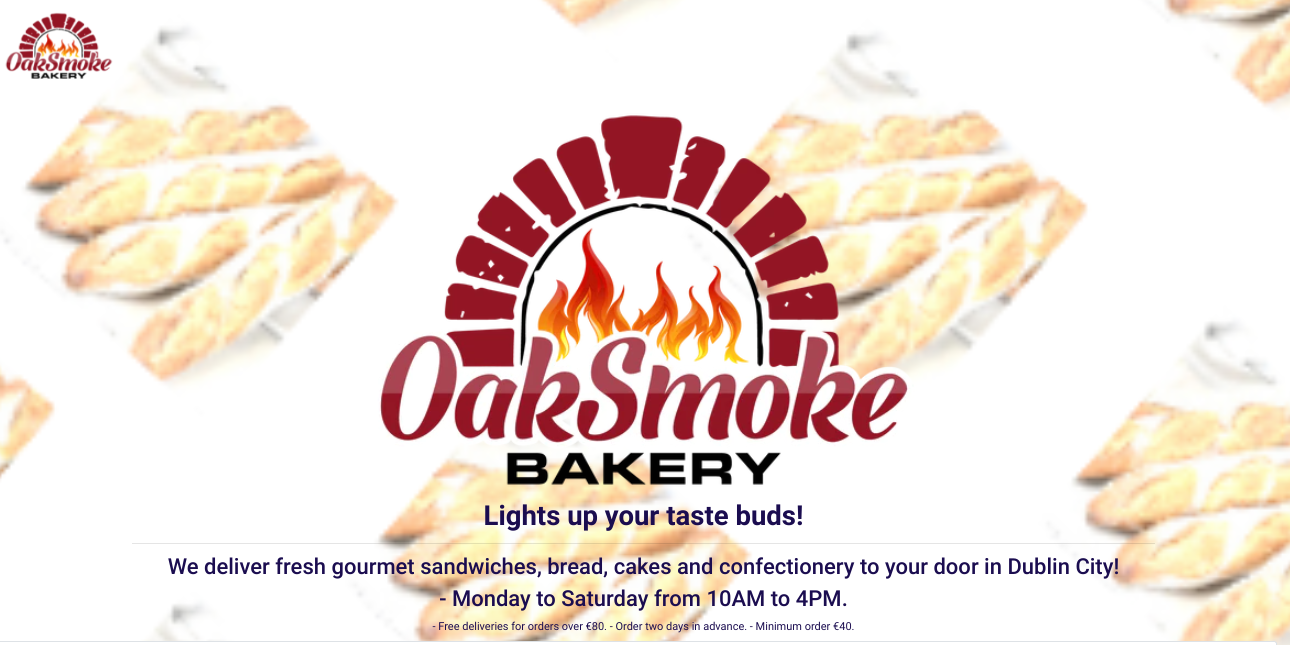 OakSmoke
BAKERY
OakSmoke
BAKERY
Lights up your taste buds!
We deliver fresh gourmet sandwiches, bread, cakes and confectionery to your door in Dublin City!
- Monday to Saturday from 10AM to 4PM.
- Free deliveries for orders over €80. - Order two days in advance. - Minimum order €40.